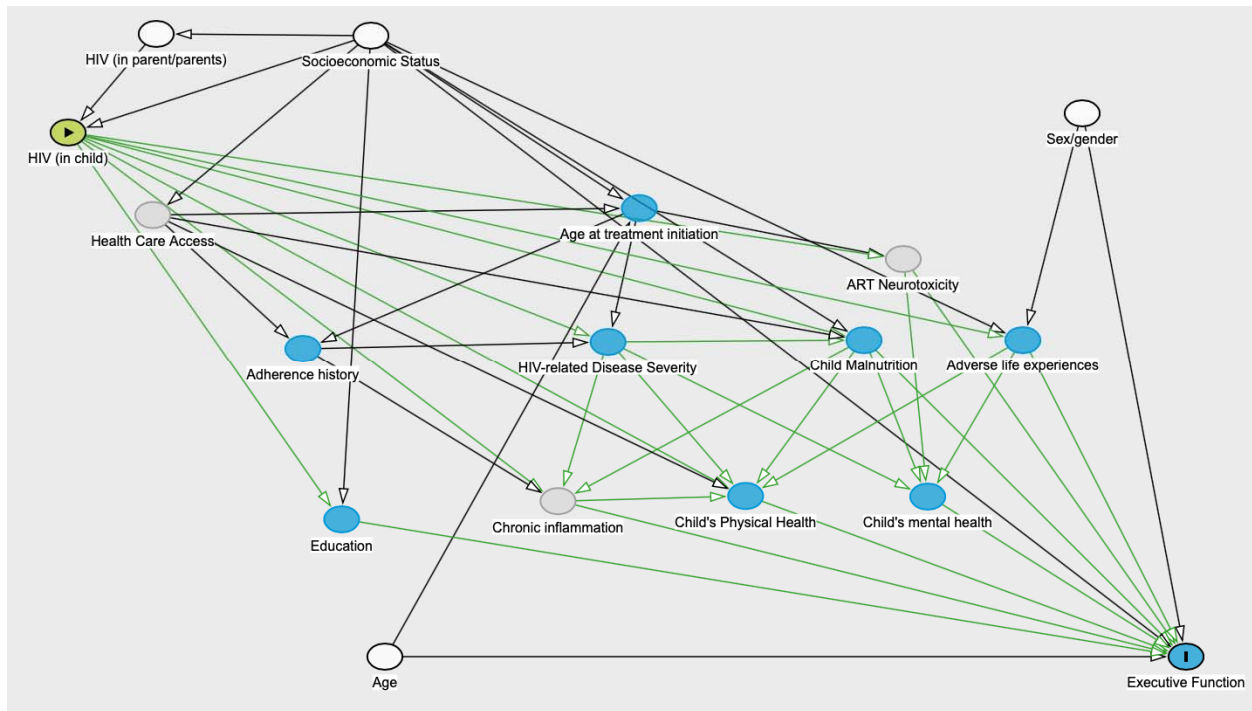 HIV (in parent/parents)
Socioeconomic Status
Sex/gender
HIV (in child)
Health Care Access
Age at treatment initiation
ART Neurotoxicity
Adherence history
HIV-related Disease Severity
Child Malnutrition
Adverse life experiences
Chronic inflammation
Child's Physical Health
Child's mental health
Education
Age
Executive Function